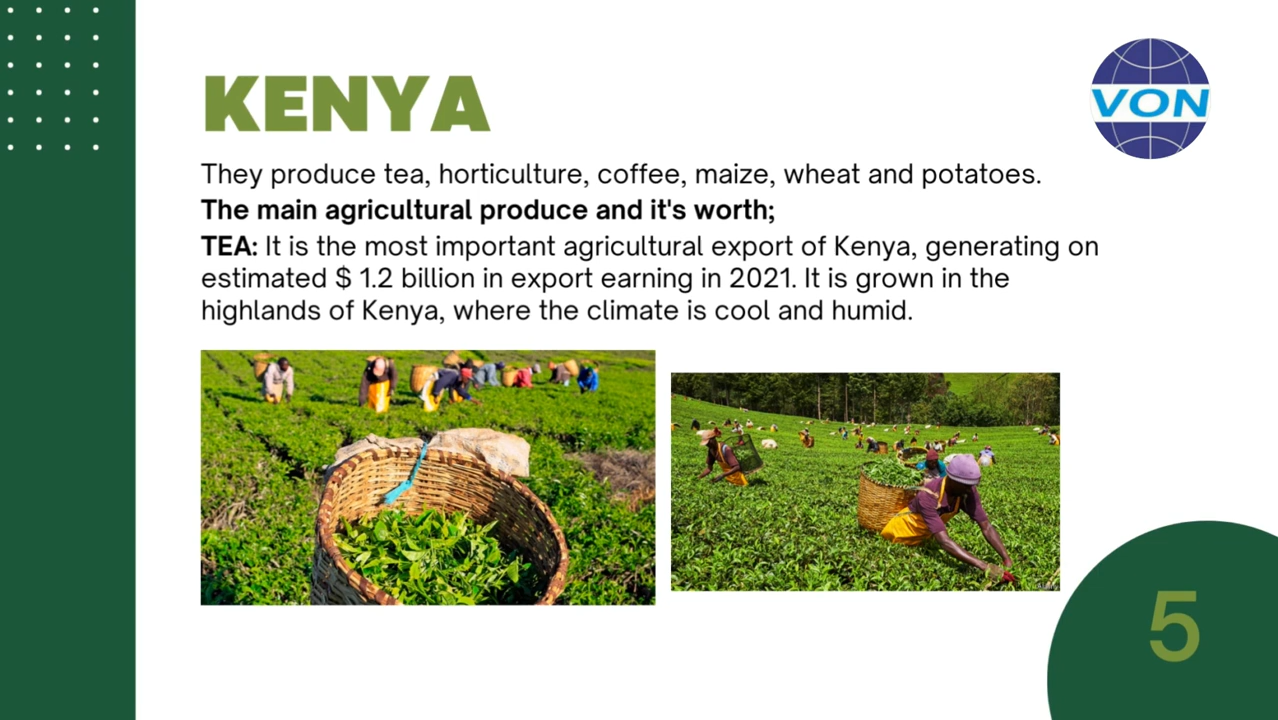 KENYA
VON
They produce tea, horticulture, coffee, maize, wheat and potatoes.
The main agricultural produce and it's worth;
TEA: It is the most important agricultural export of Kenya, generating on
estimated $ 1.2 billion in export earning in 2021. It is grown in the
highlands of Kenya, where the climate is cool and humid.
5